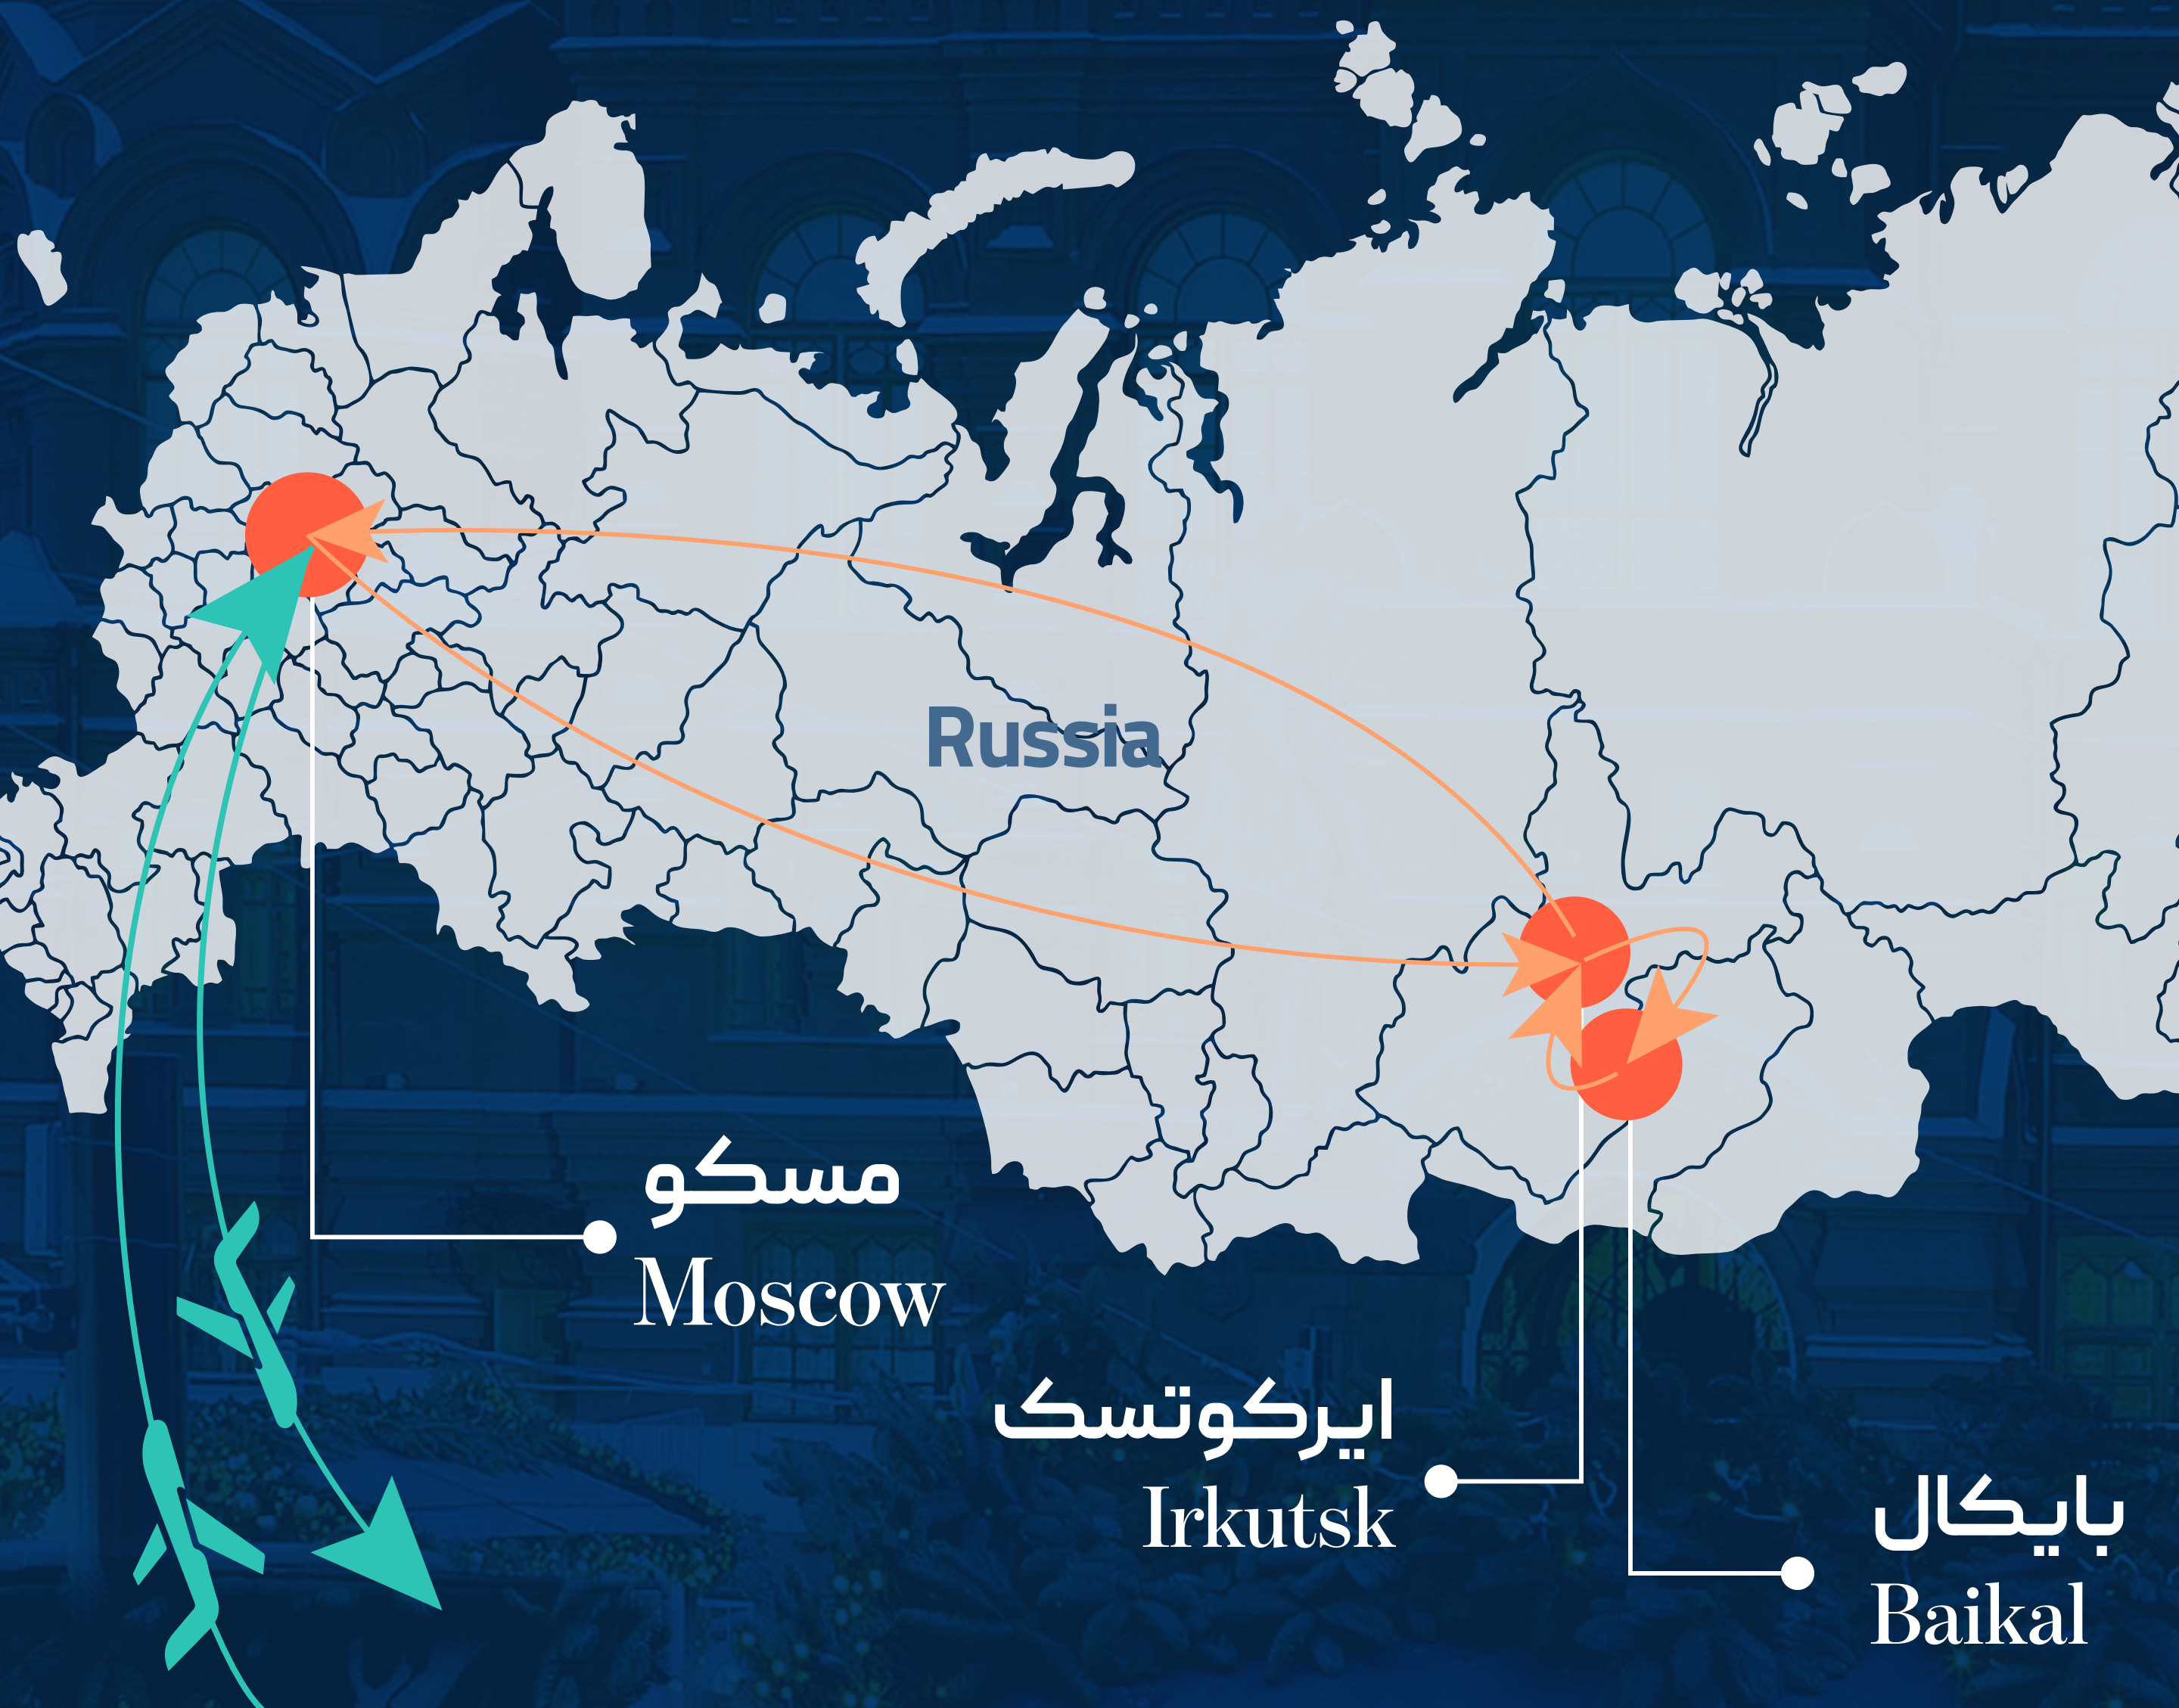 Russia
مسکو
Moscow
ایرکوتسک
Irkutsk
بایکال
Baikal